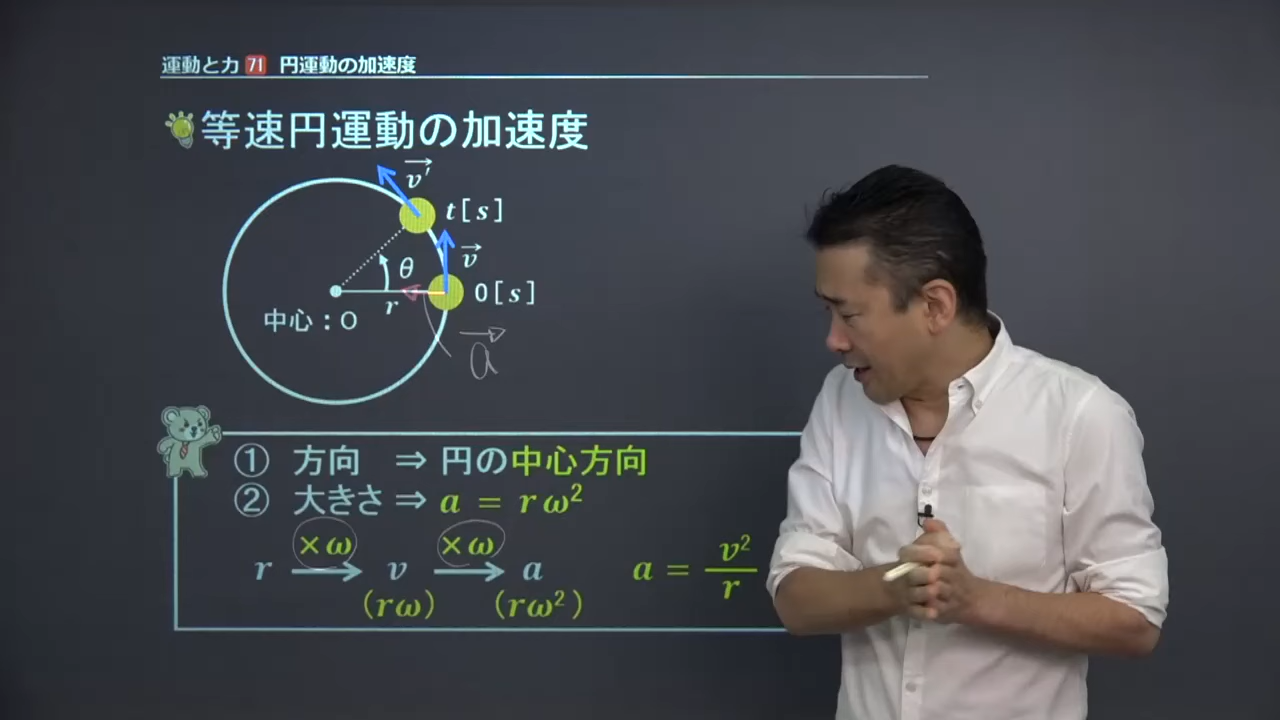 運動と力 71 円運動の加速度
等速円運動の加速度
v'
t[s]
v
θ
0[s]
r
中心:O
a
① 方向 ⇒ 円の中心方向
② 大きさ ⇒ a = rω²
×ω ×ω
r → v → a a = v²/r
(rω) (rω²)